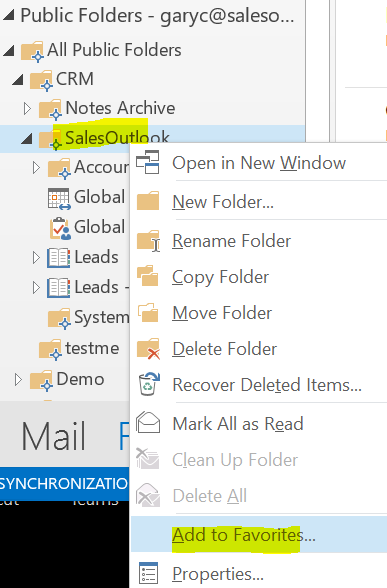 Public Folders - garyc@saleso...
All Public Folders
CRM
Notes Archive
SalesOutlook
Accou
Open in New Window
Global
New Folder...
Global
Rename Folder
Leads
Copy Folder
Leads -
Move Folder
System
testme
Delete Folder
Demo
Recover Deleted Items...
Mail
Mark All as Read
Clean Up Folder
SYNCHRONIZATIO
Delete All
Add to Favorites...
Properties...